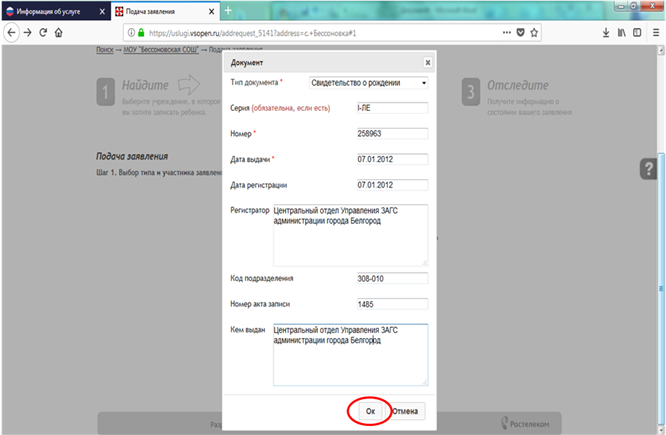 Информация об услуге
Подача заявления
https://uslugi.vsopen.ru/addrequest_5141?address=с.+Бессоновка#1
Поиск → МОУ "Бессоновская СОШ" → Подача заявления
1
Найдите
Выберите учреждение, в которое
вы хотите записать ребенка.
3
Отследите
Получите информацию о
состоянии вашего заявления
Подача заявления
Шаг 1. Выбор типа и участника заявлени
Документ
Тип документа *
Свидетельство о рождении
Серия (обязательна, если есть)
I-ЛЕ
Номер *
258963
Дата выдачи *
07.01.2012
Дата регистрации
07.01.2012
Регистратор
Центральный отдел Управления ЗАГС
администрации города Белгород
Код подразделения
308-010
Номер акта записи
1485
Кем выдан
Центральный отдел Управления ЗАГС
администрации города Белгород
Ок
Отмена
?
Раз
Ростелеком